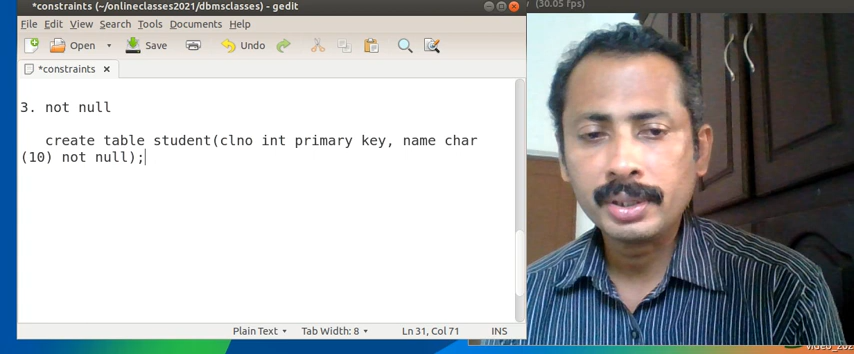 *constraints (~/onlineclasses2021/dbmsclasses) - gedit
(30.05 fps)
File Edit View Search Tools Documents Help
Open Save Undo
*constraints
3. not null
create table student(clno int primary key, name char
(10) not null);
Plain Text Tab Width: 8 Ln 31, Col 71 INS